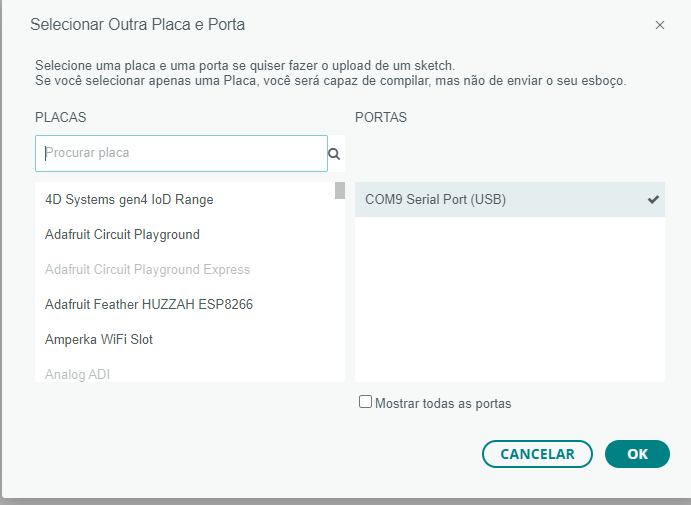 Selecionar Outra Placa e Porta
Selecione uma placa e uma porta se quiser fazer o upload de um sketch.
Se você selecionar apenas uma Placa, você será capaz de compilar, mas não de enviar o seu esboço.
PLACAS
PORTAS
Procurar placa
4D Systems gen4 IoD Range
COM9 Serial Port (USB)
Adafruit Circuit Playground
Adafruit Circuit Playground Express
Adafruit Feather HUZZAH ESP8266
Amperka WiFi Slot
Analog ADI
Mostrar todas as portas
CANCELAR
OK